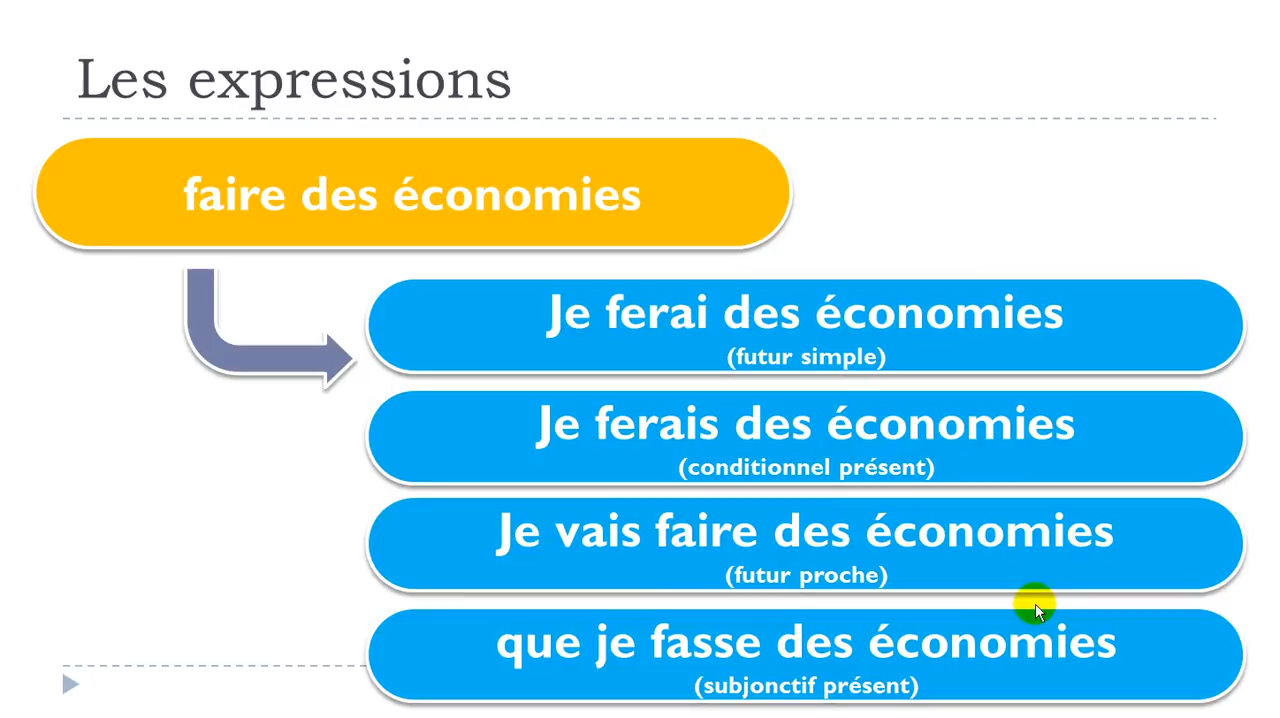 Les expressions
faire des économies
Je ferai des économies
(futur simple)
Je ferais des économies
(conditionnel présent)
Je vais faire des économies
(futur proche)
que je fasse des économies
(subjonctif présent)